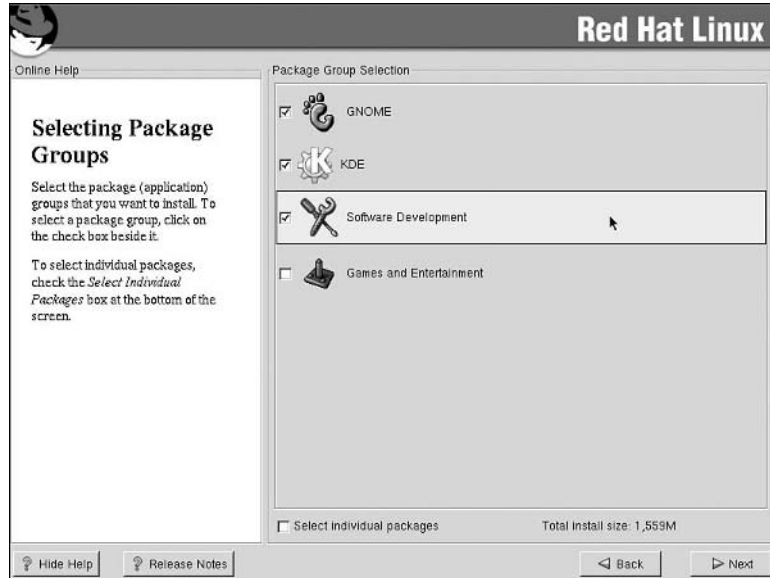 Red Hat Linux
Online Help
Selecting Package
Groups
Select the package (application)
groups that you want to install. To
select a package group, click on
the check box beside it.
To select individual packages,
check the Select Individual
Packages box at the bottom of the
screen.
Package Group Selection
GNOME
KDE
Software Development
Games and Entertainment
Select individual packages
Total install size: 1,559M
Hide Help
Release Notes
Back
Next